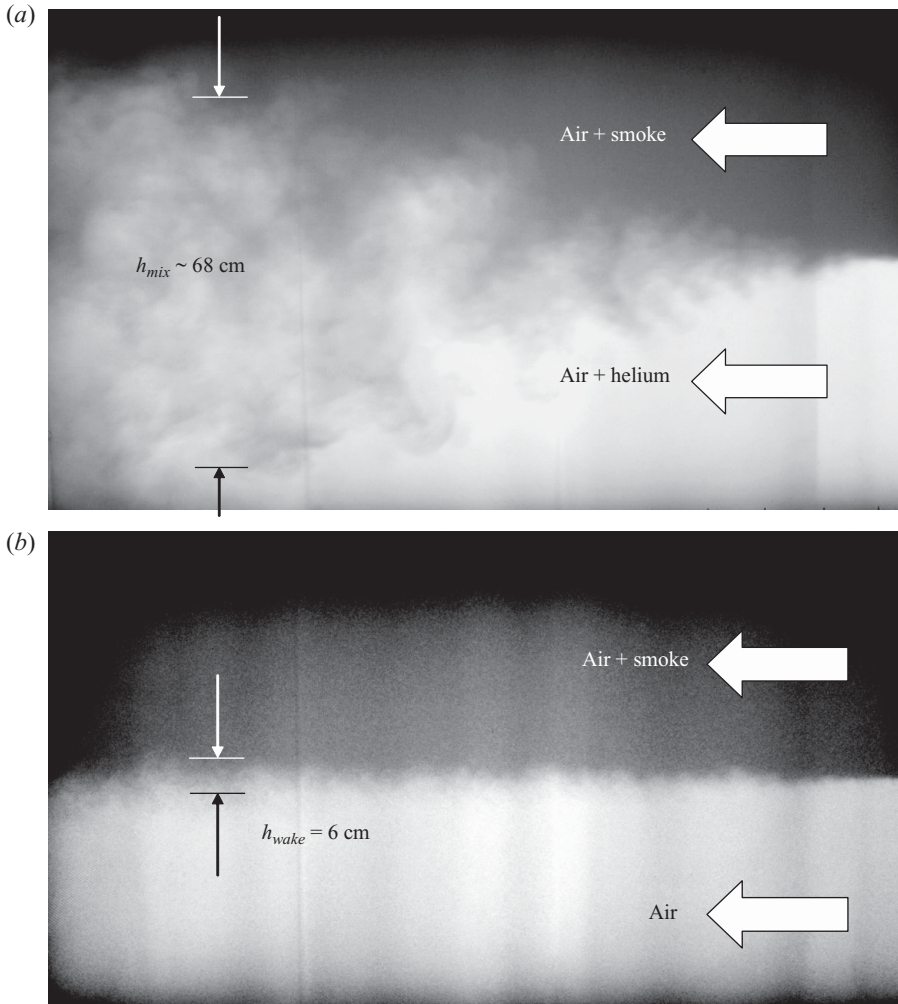 (a)
Air + smoke
h_mix ~ 68 cm
Air + helium
(b)
Air + smoke
h_wake = 6 cm
Air